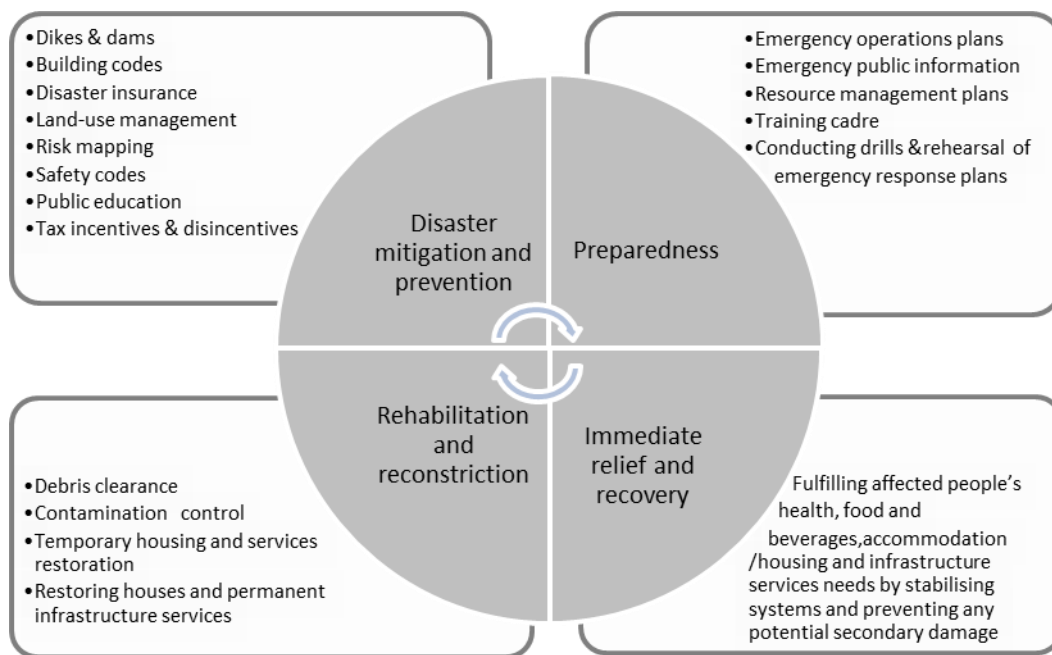 •Dikes & dams
•Building codes
•Disaster insurance
•Land-use management
•Risk mapping
•Safety codes
•Public education
•Tax incentives & disincentives
•Emergency operations plans
•Emergency public information
•Resource management plans
•Training cadre
•Conducting drills &rehearsal of
emergency response plans
Disaster
mitigation and
prevention
Preparedness
Rehabilitation
and
reconstriction
Immediate
relief and
recovery
•Debris clearance
•Contamination control
•Temporary housing and services
restoration
•Restoring houses and permanent
infrastructure services
Fulfilling affected people’s
health, food and
beverages,accommodation
/housing and infrastructure
services needs by stabilising
systems and preventing any
potential secondary damage